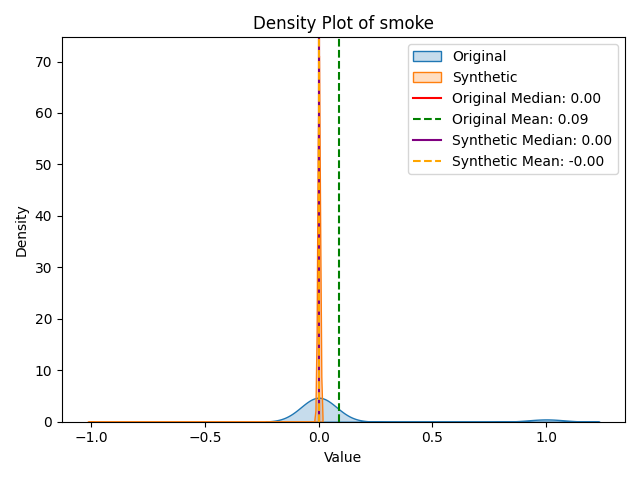 Density Plot of smoke
Original
Synthetic
Original Median: 0.00
Original Mean: 0.09
Synthetic Median: 0.00
Synthetic Mean: -0.00
Density
70
60
50
40
30
20
10
0
−1.0 −0.5 0.0 0.5 1.0
Value